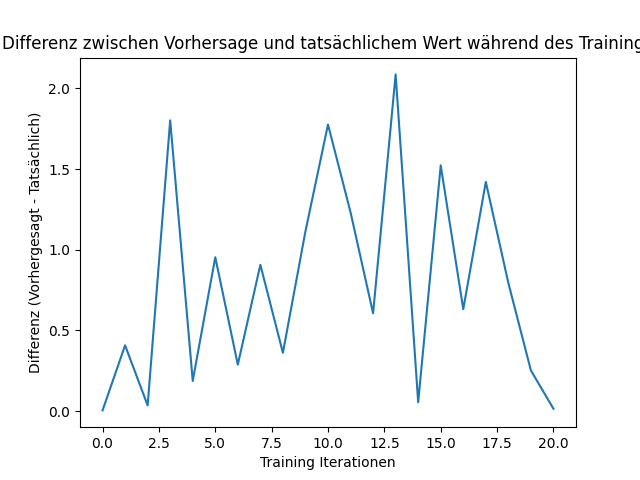 Differenz zwischen Vorhersage und tatsächlichem Wert während des Training
Differenz (Vorhergesagt - Tatsächlich)
2.0
1.5
1.0
0.5
0.0
0.0 2.5 5.0 7.5 10.0 12.5 15.0 17.5 20.0
Training Iterationen